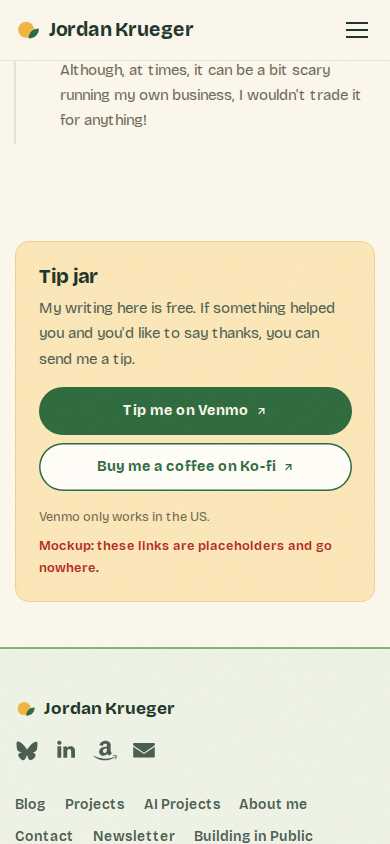 Jordan Krueger
Although, at times, it can be a bit scary
running my own business, I wouldn't trade it
for anything!
Tip jar
My writing here is free. If something helped
you and you'd like to say thanks, you can
send me a tip.
Tip me on Venmo
Buy me a coffee on Ko-fi
Venmo only works in the US.
Mockup: these links are placeholders and go
nowhere.
Jordan Krueger
Blog Projects AI Projects About me
Contact Newsletter Building in Public